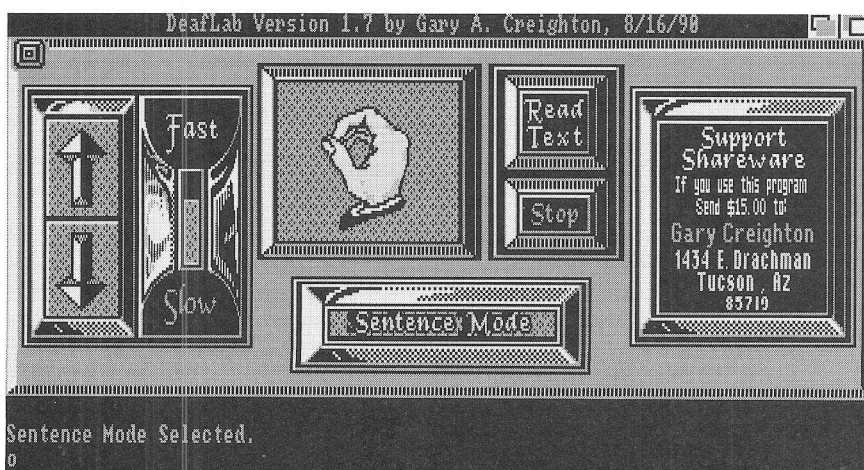 DeafLab Version 1.7 by Gary A. Creighton, 8/16/90
Fast
Slow
Read
Text
Stop
Sentence Mode
Support
Shareware
If you use this program
Send $15.00 to:
Gary Creighton
1434 E. Drachman
Tucson, Az
85719
Sentence Mode Selected.
o